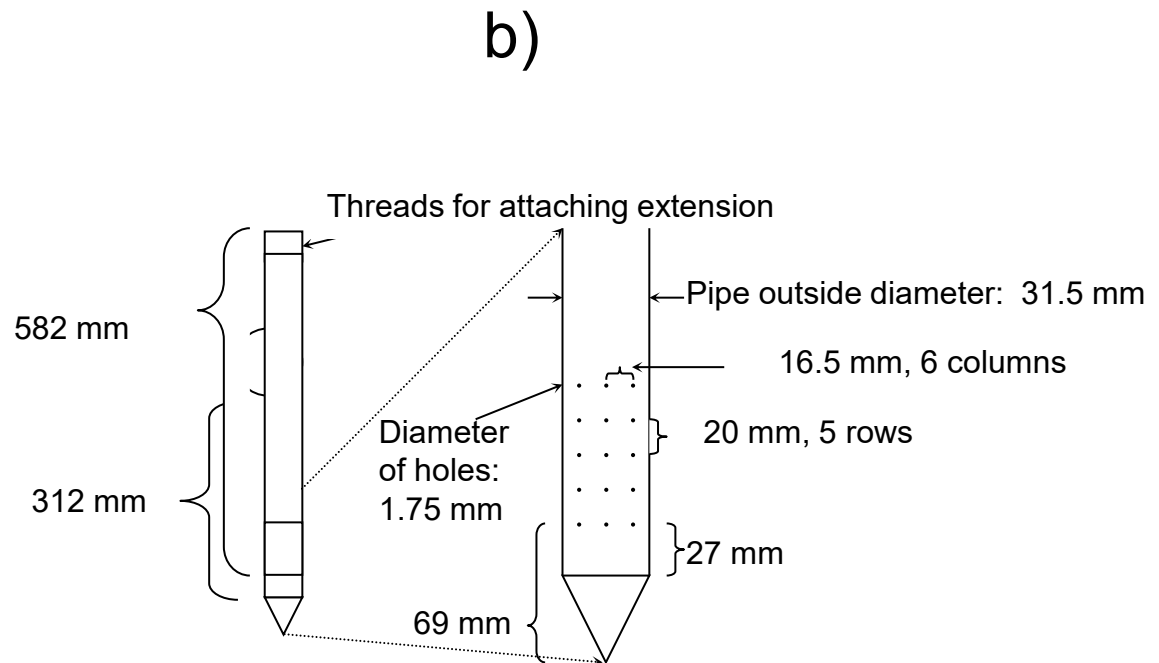 b)
Threads for attaching extension
Pipe outside diameter: 31.5 mm
582 mm
16.5 mm, 6 columns
Diameter
of holes:
1.75 mm
20 mm, 5 rows
312 mm
27 mm
69 mm